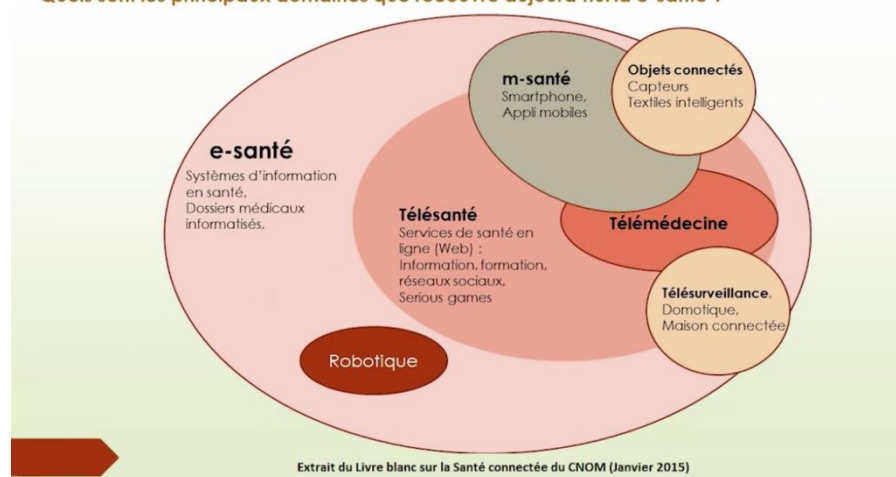 m-santé
Smartphone,
Appli mobiles
Objets connectés
Capteurs
Textiles intelligents
e-santé
Systèmes d'information
en santé,
Dossiers médicaux
informatisés,
Télésanté
Services de santé en
ligne (Web) :
Information, formation,
réseaux sociaux,
Serious games
Télémédecine
Télésurveillance,
Domotique,
Maison connectée
Robotique
Extrait du Livre blanc sur la Santé connectée du CNOM (Janvier 2015)